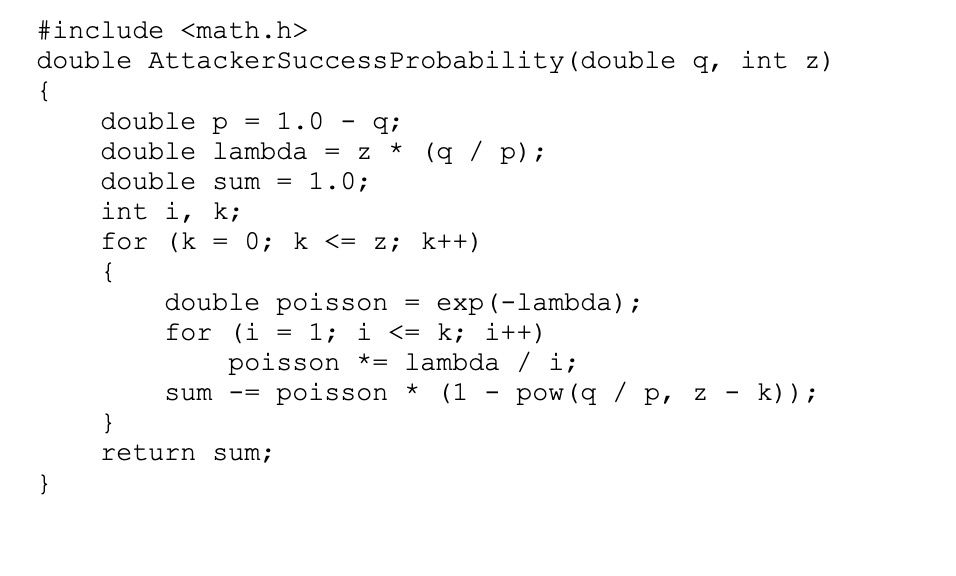 #include <math.h>
double AttackerSuccessProbability(double q, int z)
{
    double p = 1.0 - q;
    double lambda = z * (q / p);
    double sum = 1.0;
    int i, k;
    for (k = 0; k <= z; k++)
    {
        double poisson = exp(-lambda);
        for (i = 1; i <= k; i++)
            poisson *= lambda / i;
        sum -= poisson * (1 - pow(q / p, z - k));
    }
    return sum;
}